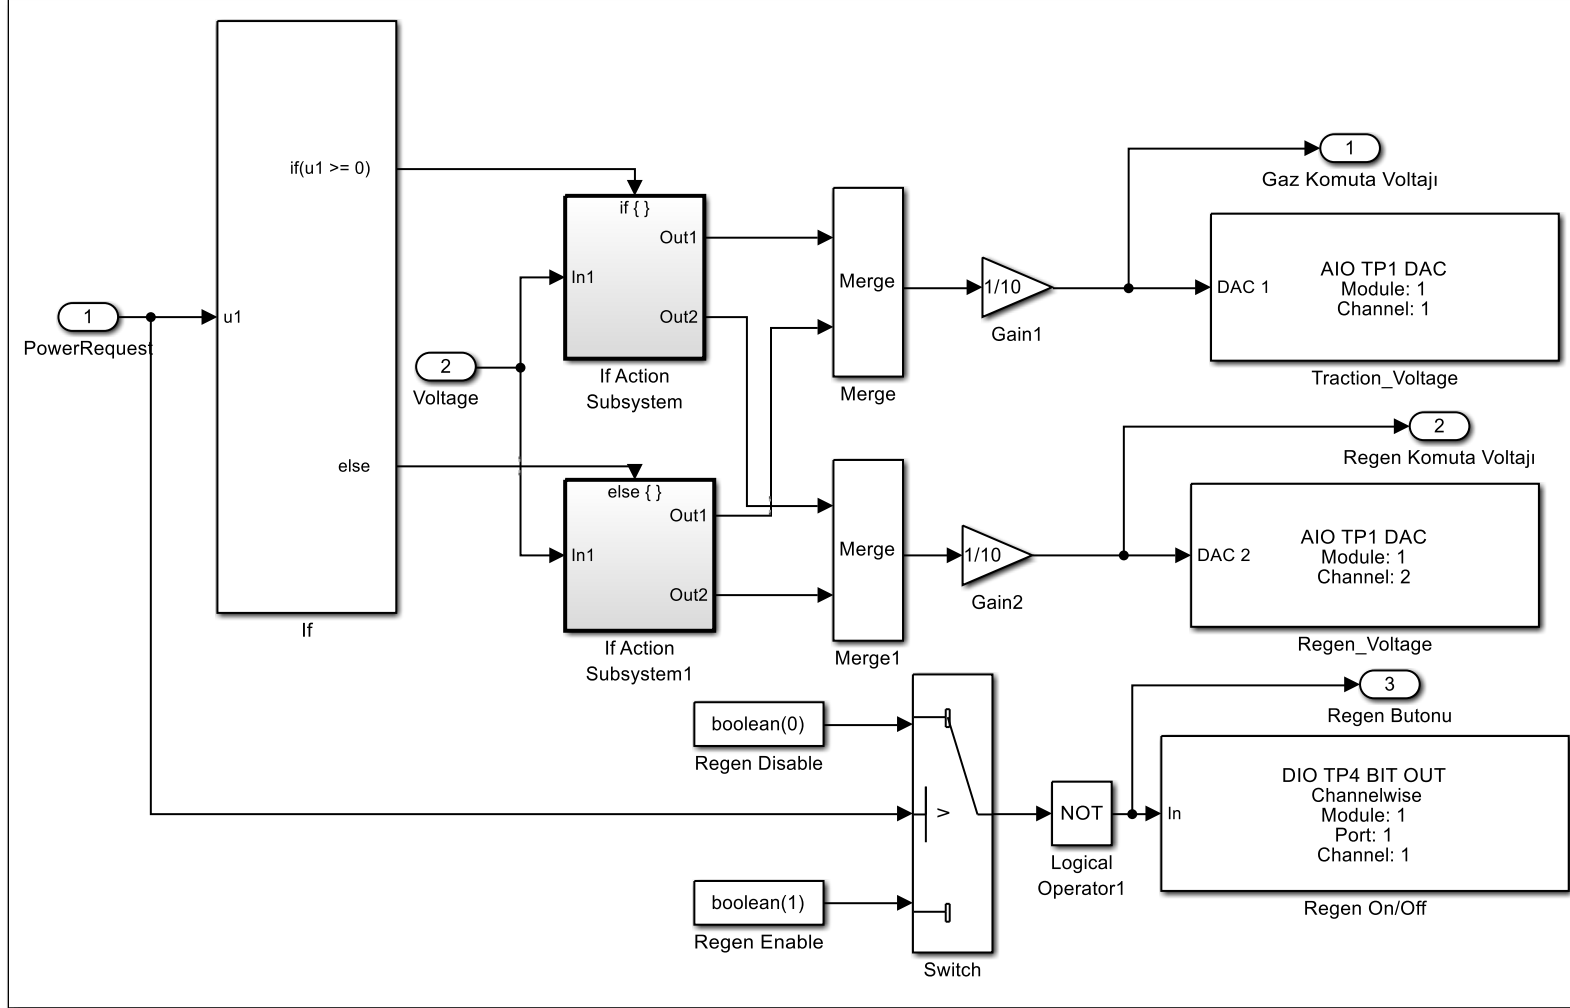 1
Gaz Komuta Voltajı
if(u1 >= 0)
if { }
Out1
In1
Out2
If Action
Subsystem
Merge
Merge
1/10
Gain1
DAC 1
AIO TP1 DAC
Module: 1
Channel: 1
Traction_Voltage
1
PowerRequest
u1
2
Voltage
else
If
else { }
Out1
In1
Out2
If Action
Subsystem1
Merge
Merge1
1/10
Gain2
2
Regen Komuta Voltajı
DAC 2
AIO TP1 DAC
Module: 1
Channel: 2
Regen_Voltage
boolean(0)
Regen Disable
>
boolean(1)
Regen Enable
Switch
NOT
Logical
Operator1
3
Regen Butonu
In
DIO TP4 BIT OUT
Channelwise
Module: 1
Port: 1
Channel: 1
Regen On/Off